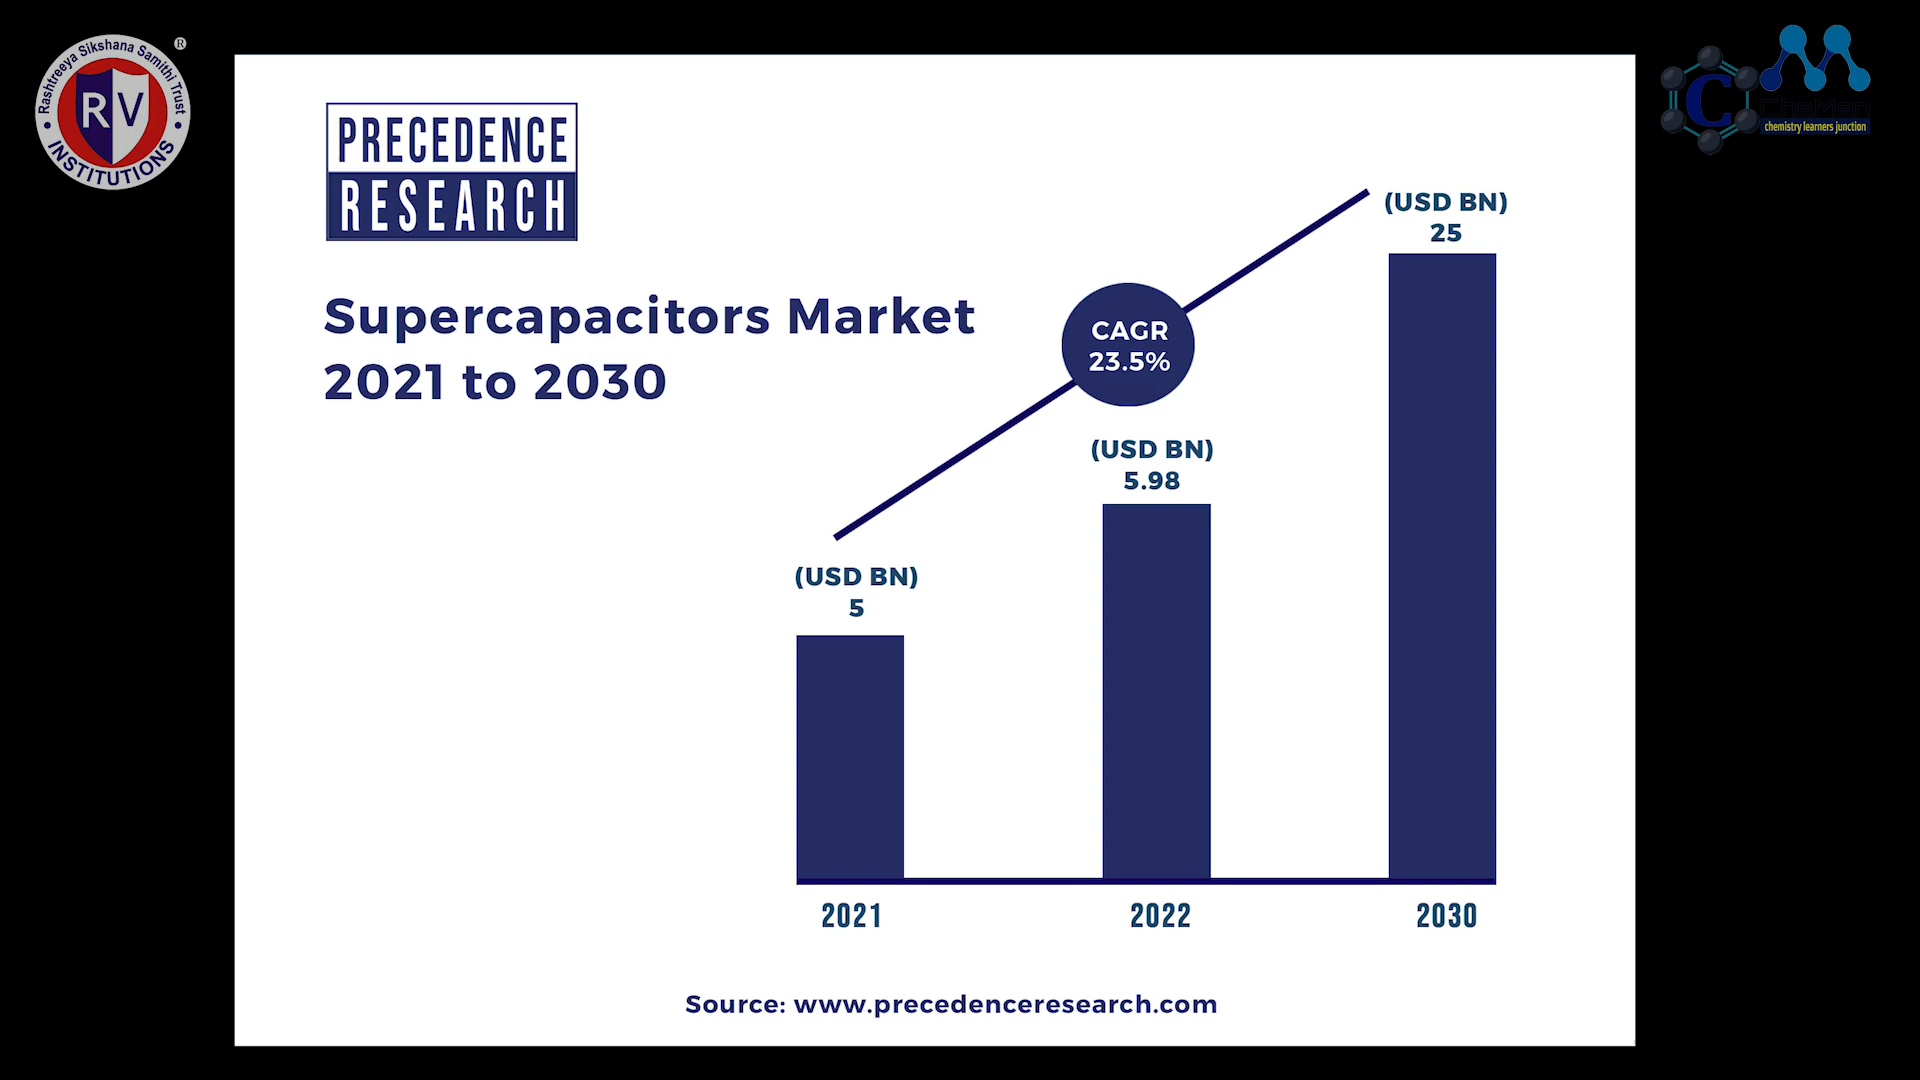 Rashtreeya Sikshana Samithi Trust
®
RV
INSTITUTIONS
C
CheMan
chemistry learners junction
PRECEDENCE
RESEARCH
Supercapacitors Market
2021 to 2030
CAGR
23.5%
(USD BN)
5
(USD BN)
5.98
(USD BN)
25
2021
2022
2030
Source: www.precedenceresearch.com